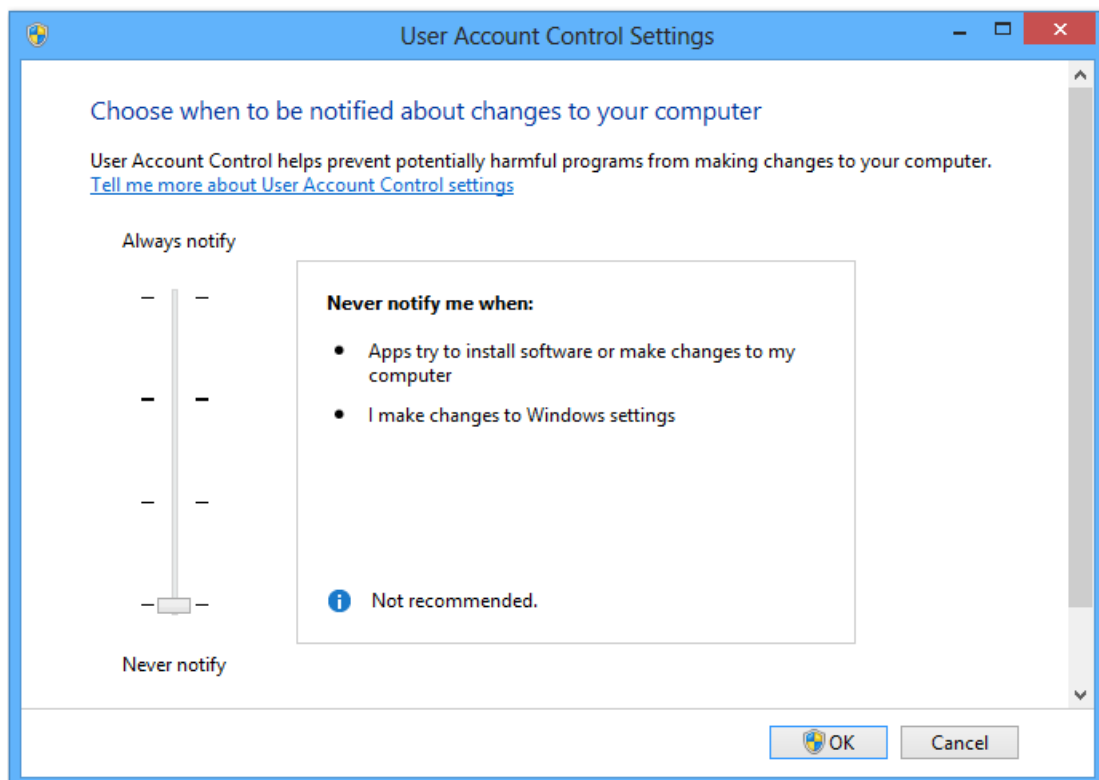 User Account Control Settings
Choose when to be notified about changes to your computer
User Account Control helps prevent potentially harmful programs from making changes to your computer.
Tell me more about User Account Control settings
Always notify
Never notify me when:
Apps try to install software or make changes to my
computer
I make changes to Windows settings
Not recommended.
Never notify
OK
Cancel